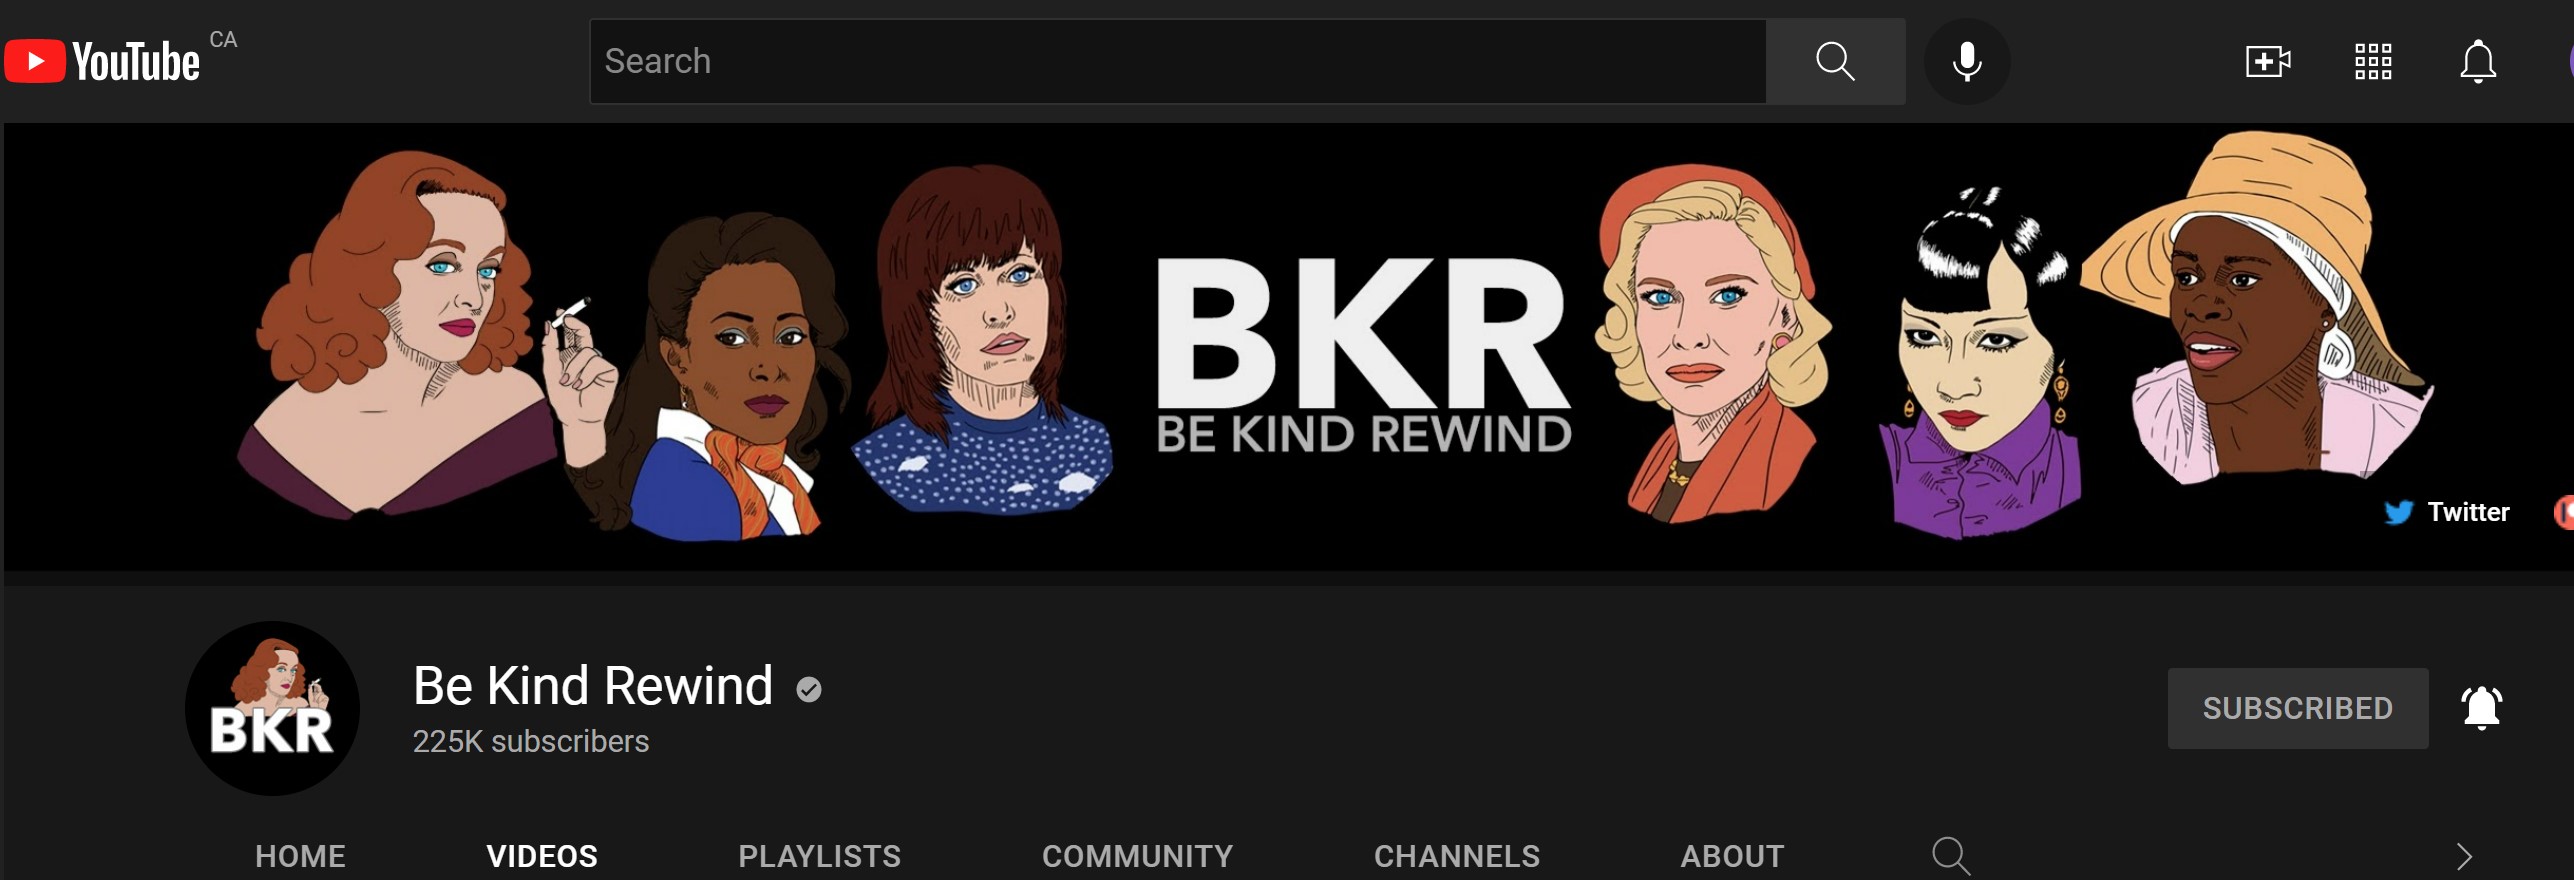 YouTube CA
Search
BKR
BE KIND REWIND
Twitter
BKR
Be Kind Rewind
225K subscribers
SUBSCRIBED
HOME VIDEOS PLAYLISTS COMMUNITY CHANNELS ABOUT